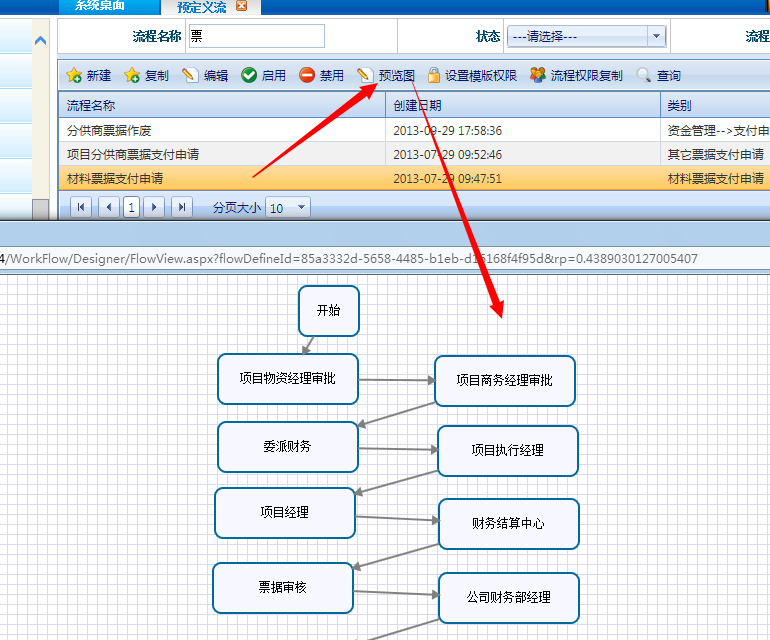 系统桌面 预定义流
流程名称 票 状态 ---请选择--- 流程
新建 复制 编辑 启用 禁用 预览图 设置模版权限 流程权限复制 查询
流程名称 创建日期 类别
分供商票据作废 2013-09-29 17:58:36 资金管理-->支付申
项目分供商票据支付申请 2013-07-29 09:52:46 其它票据支付申请
材料票据支付申请 2013-07-29 09:47:51 材料票据支付申请
1 分页大小 10
4/WorkFlow/Designer/FlowView.aspx?flowDefineId=85a3332d-5658-4485-b1eb-d15168f4f95d&rp=0.4389030127005407
开始
项目物资经理审批 项目商务经理审批
委派财务 项目执行经理
项目经理 财务结算中心
票据审核 公司财务部经理